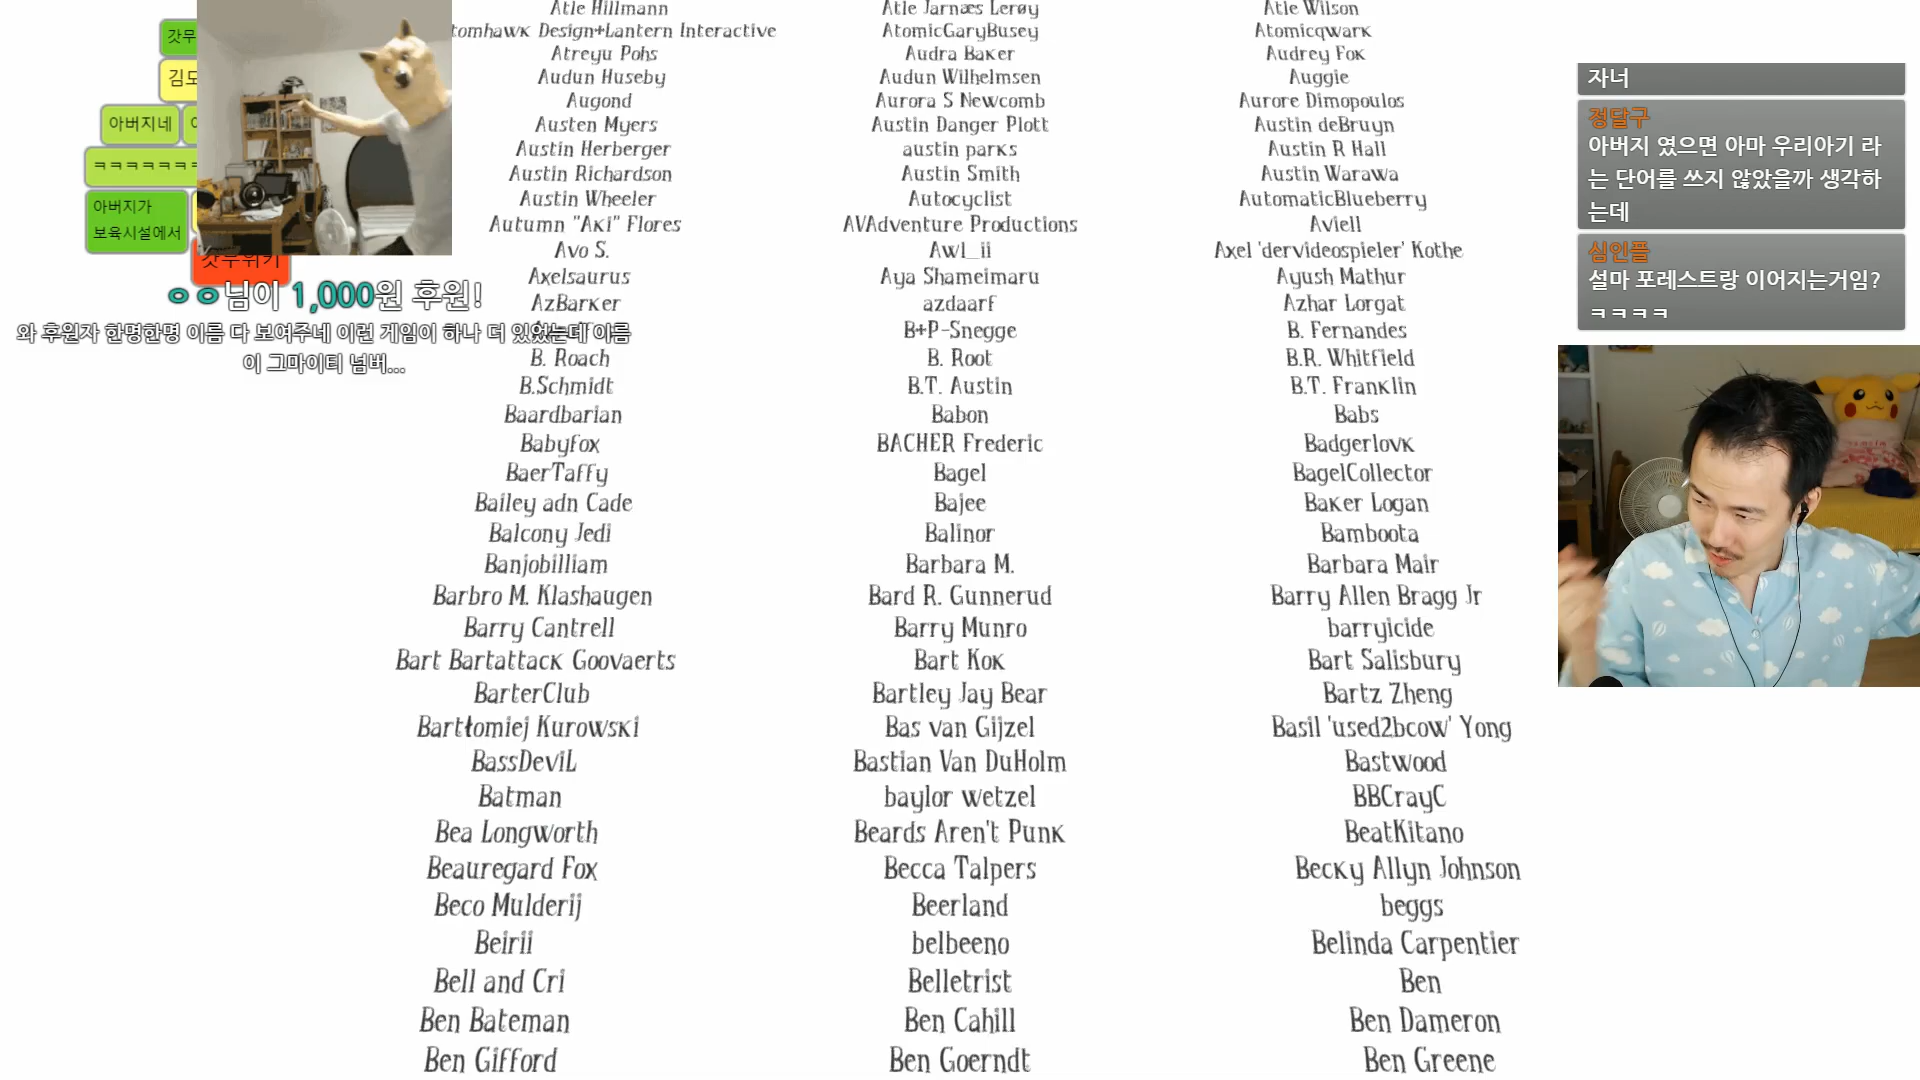 Atle Hillmann Atle Jarnæs Lerøy Atle Wilson
tomhawk Design+Lantern Interactive AtomicGaryBusey Atomicqwark
Atreyu Pohs Audra Baker Audrey Fox
Audun Huseby Audun Wilhelmsen Auggie
Augond Aurora S Newcomb Aurore Dimopoulos
Austen Myers Austin Danger Plott Austin deBruyn
Austin Herberger austin parks Austin R Hall
Austin Richardson Austin Smith Austin Warawa
Austin Wheeler Autocyclist AutomaticBlueberry
Autumn "Aki" Flores AVAdventure Productions Aviell
Avo S. Awl_ii Axel 'dervideospieler' Kothe
Axelsaurus Aya Shameimaru Ayush Mathur
AzBarker azdaarf Azhar Lorgat
B+P-Snegge B. Fernandes
B. Roach B. Root B.R. Whitfield
B.Schmidt B.T. Austin B.T. Franklin
Baardbarian Babon Babs
Babyfox BACHER Frederic Badgerlovk
BaerTaffy Bagel BagelCollector
Bailey adn Cade Bajee Baker Logan
Balcony Jedi Balinor Bamboota
Banjobilliam Barbara M. Barbara Mair
Barbro M. Klashaugen Bard R. Gunnerud Barry Allen Bragg Jr
Barry Cantrell Barry Munro barryicide
Bart Bartattack Goovaerts Bart Kok Bart Salisbury
BarterClub Bartley Jay Bear Bartz Zheng
Bartłomiej Kurowski Bas van Gijzel Basil 'used2bcow' Yong
BassDeviL Bastian Van DuHolm Bastwood
Batman baylor wetzel BBCrayC
Bea Longworth Beards Aren't Punk BeatKitano
Beauregard Fox Becca Talpers Becky Allyn Johnson
Beco Mulderij Beerland beggs
Beirii belbeeno Belinda Carpentier
Bell and Cri Belletrist Ben
Ben Bateman Ben Cahill Ben Dameron
Ben Gifford Ben Goerndt Ben Greene
갓무
김도
아버지네
ㅋㅋㅋㅋㅋㅋㅋ
아버지가
보육시설에서
갓무위키
ㅇㅇ님이 1,000원 후원!
와 후원자 한명한명 이름 다 보여주네 이런 게임이 하나 더 있었는데 이름
이 그마이티 넘버...
자너
정달구
아버지 였으면 아마 우리아기 라
는 단어를 쓰지 않았을까 생각하
는데
심인플
설마 포레스트랑 이어지는거임?
ㅋㅋㅋㅋ